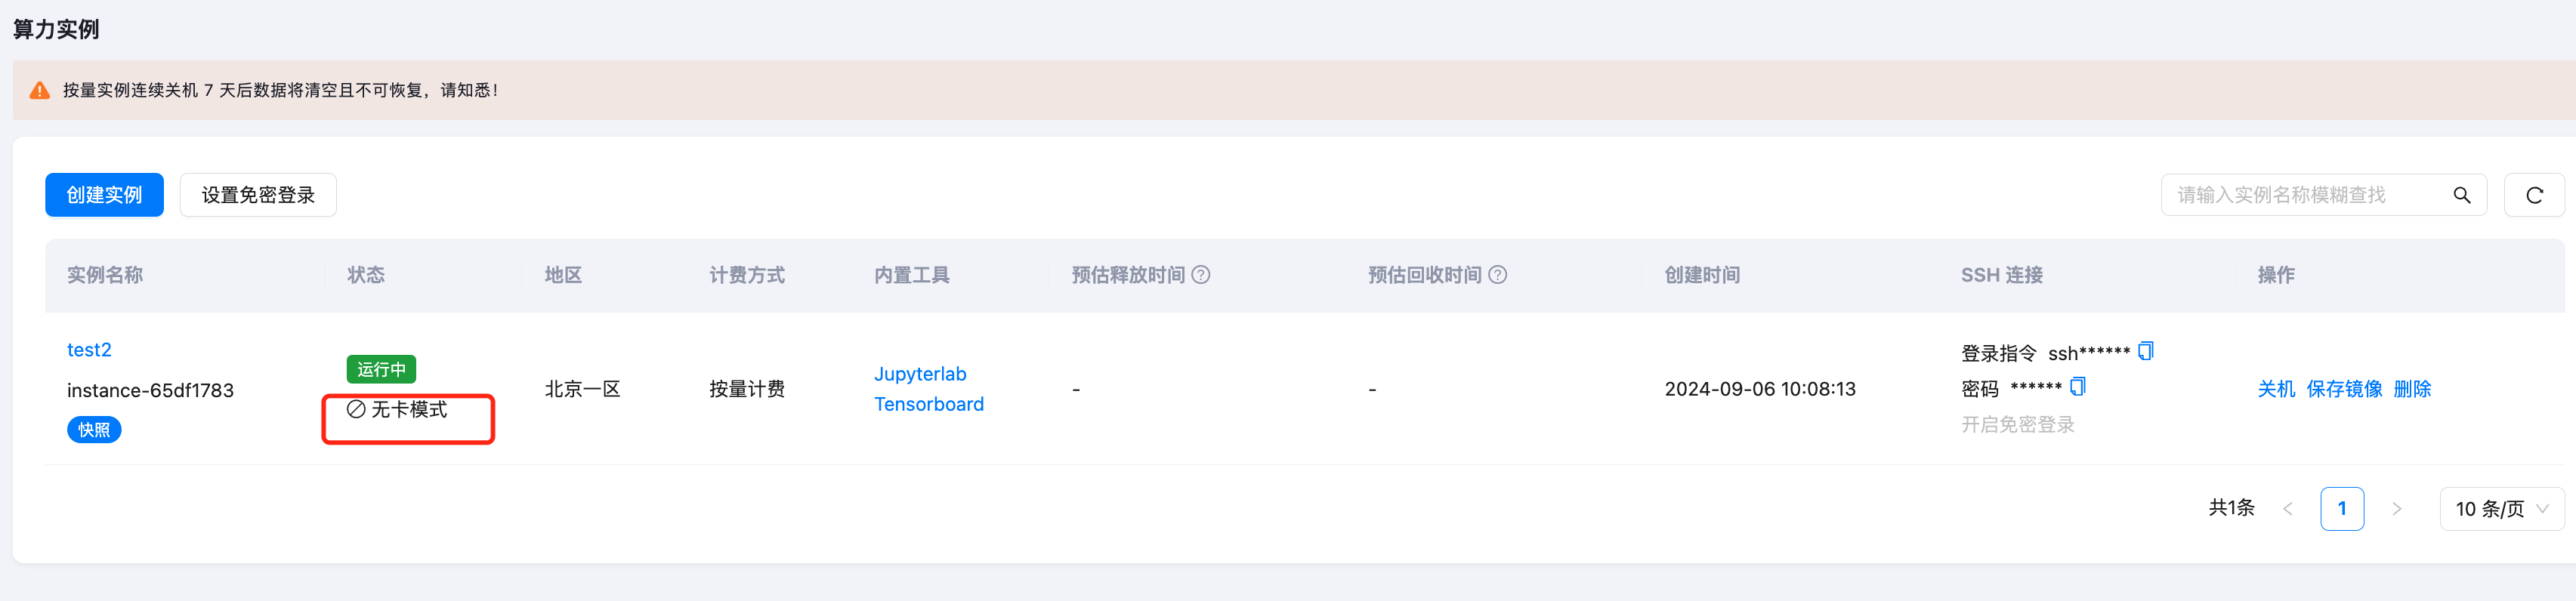 算力实例
按量实例连续关机 7 天后数据将清空且不可恢复，请知悉！
创建实例 设置免密登录 请输入实例名称模糊查找
实例名称 状态 地区 计费方式 内置工具 预估释放时间 预估回收时间 创建时间 SSH 连接 操作
test2
instance-65df1783
快照
运行中
无卡模式
北京一区
按量计费
Jupyterlab
Tensorboard
-
-
2024-09-06 10:08:13
登录指令 ssh******
密码 ******
开启免密登录
关机 保存镜像 删除
共1条 < 1 > 10 条/页